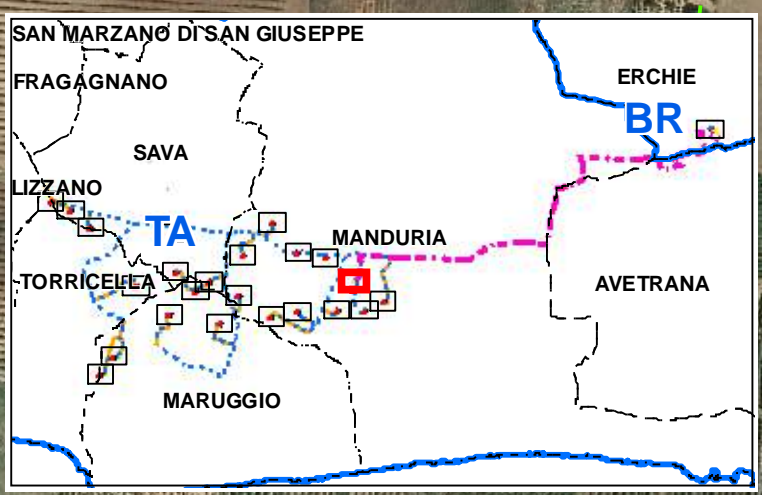 SAN MARZANO DI SAN GIUSEPPE
FRAGAGNANO
ERCHIE
BR
SAVA
LIZZANO
TA
MANDURIA
TORRICELLA
AVETRANA
MARUGGIO